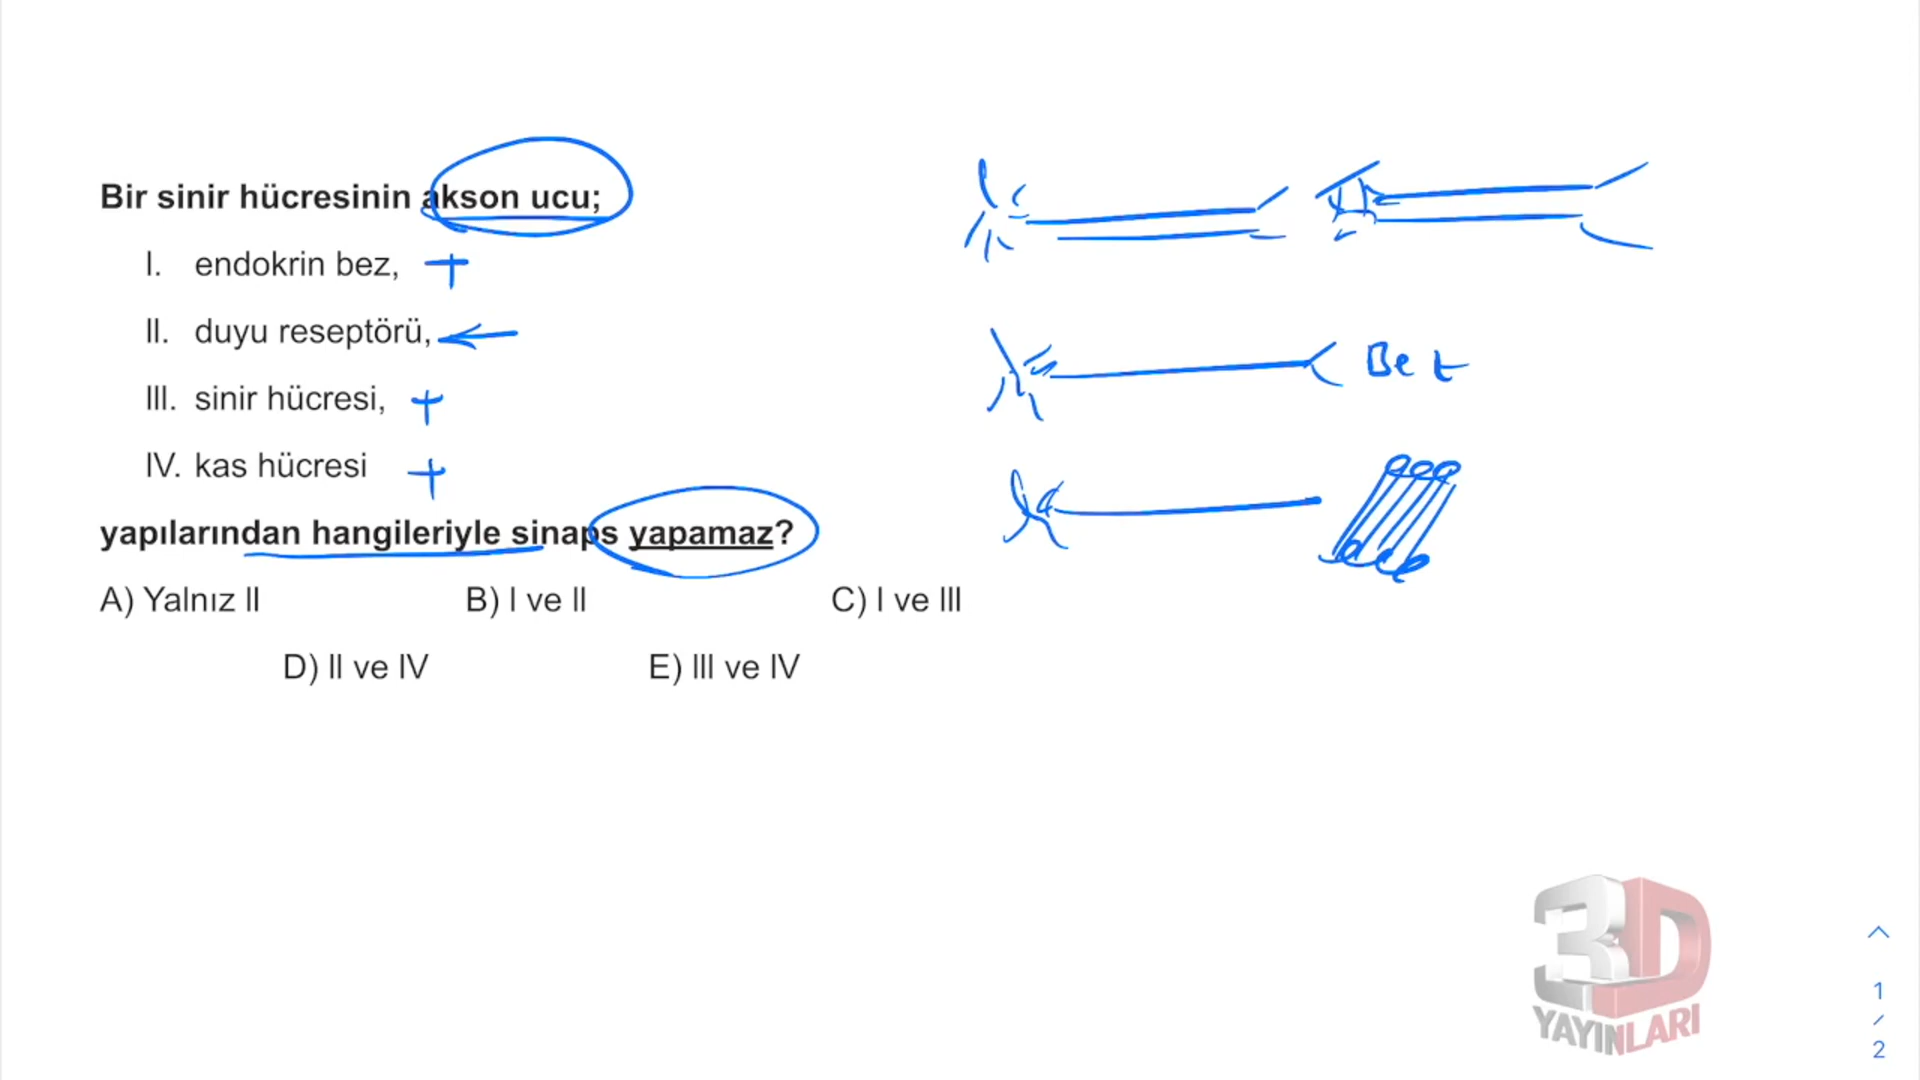 Bir sinir hücresinin akson ucu;
I. endokrin bez, +
II. duyu reseptörü,
III. sinir hücresi, +
IV. kas hücresi +
yapılarından hangileriyle sinaps yapamaz?
A) Yalnız II B) I ve II C) I ve III
D) II ve IV E) III ve IV
Bez
3D
YAYINLARI
1
/
2